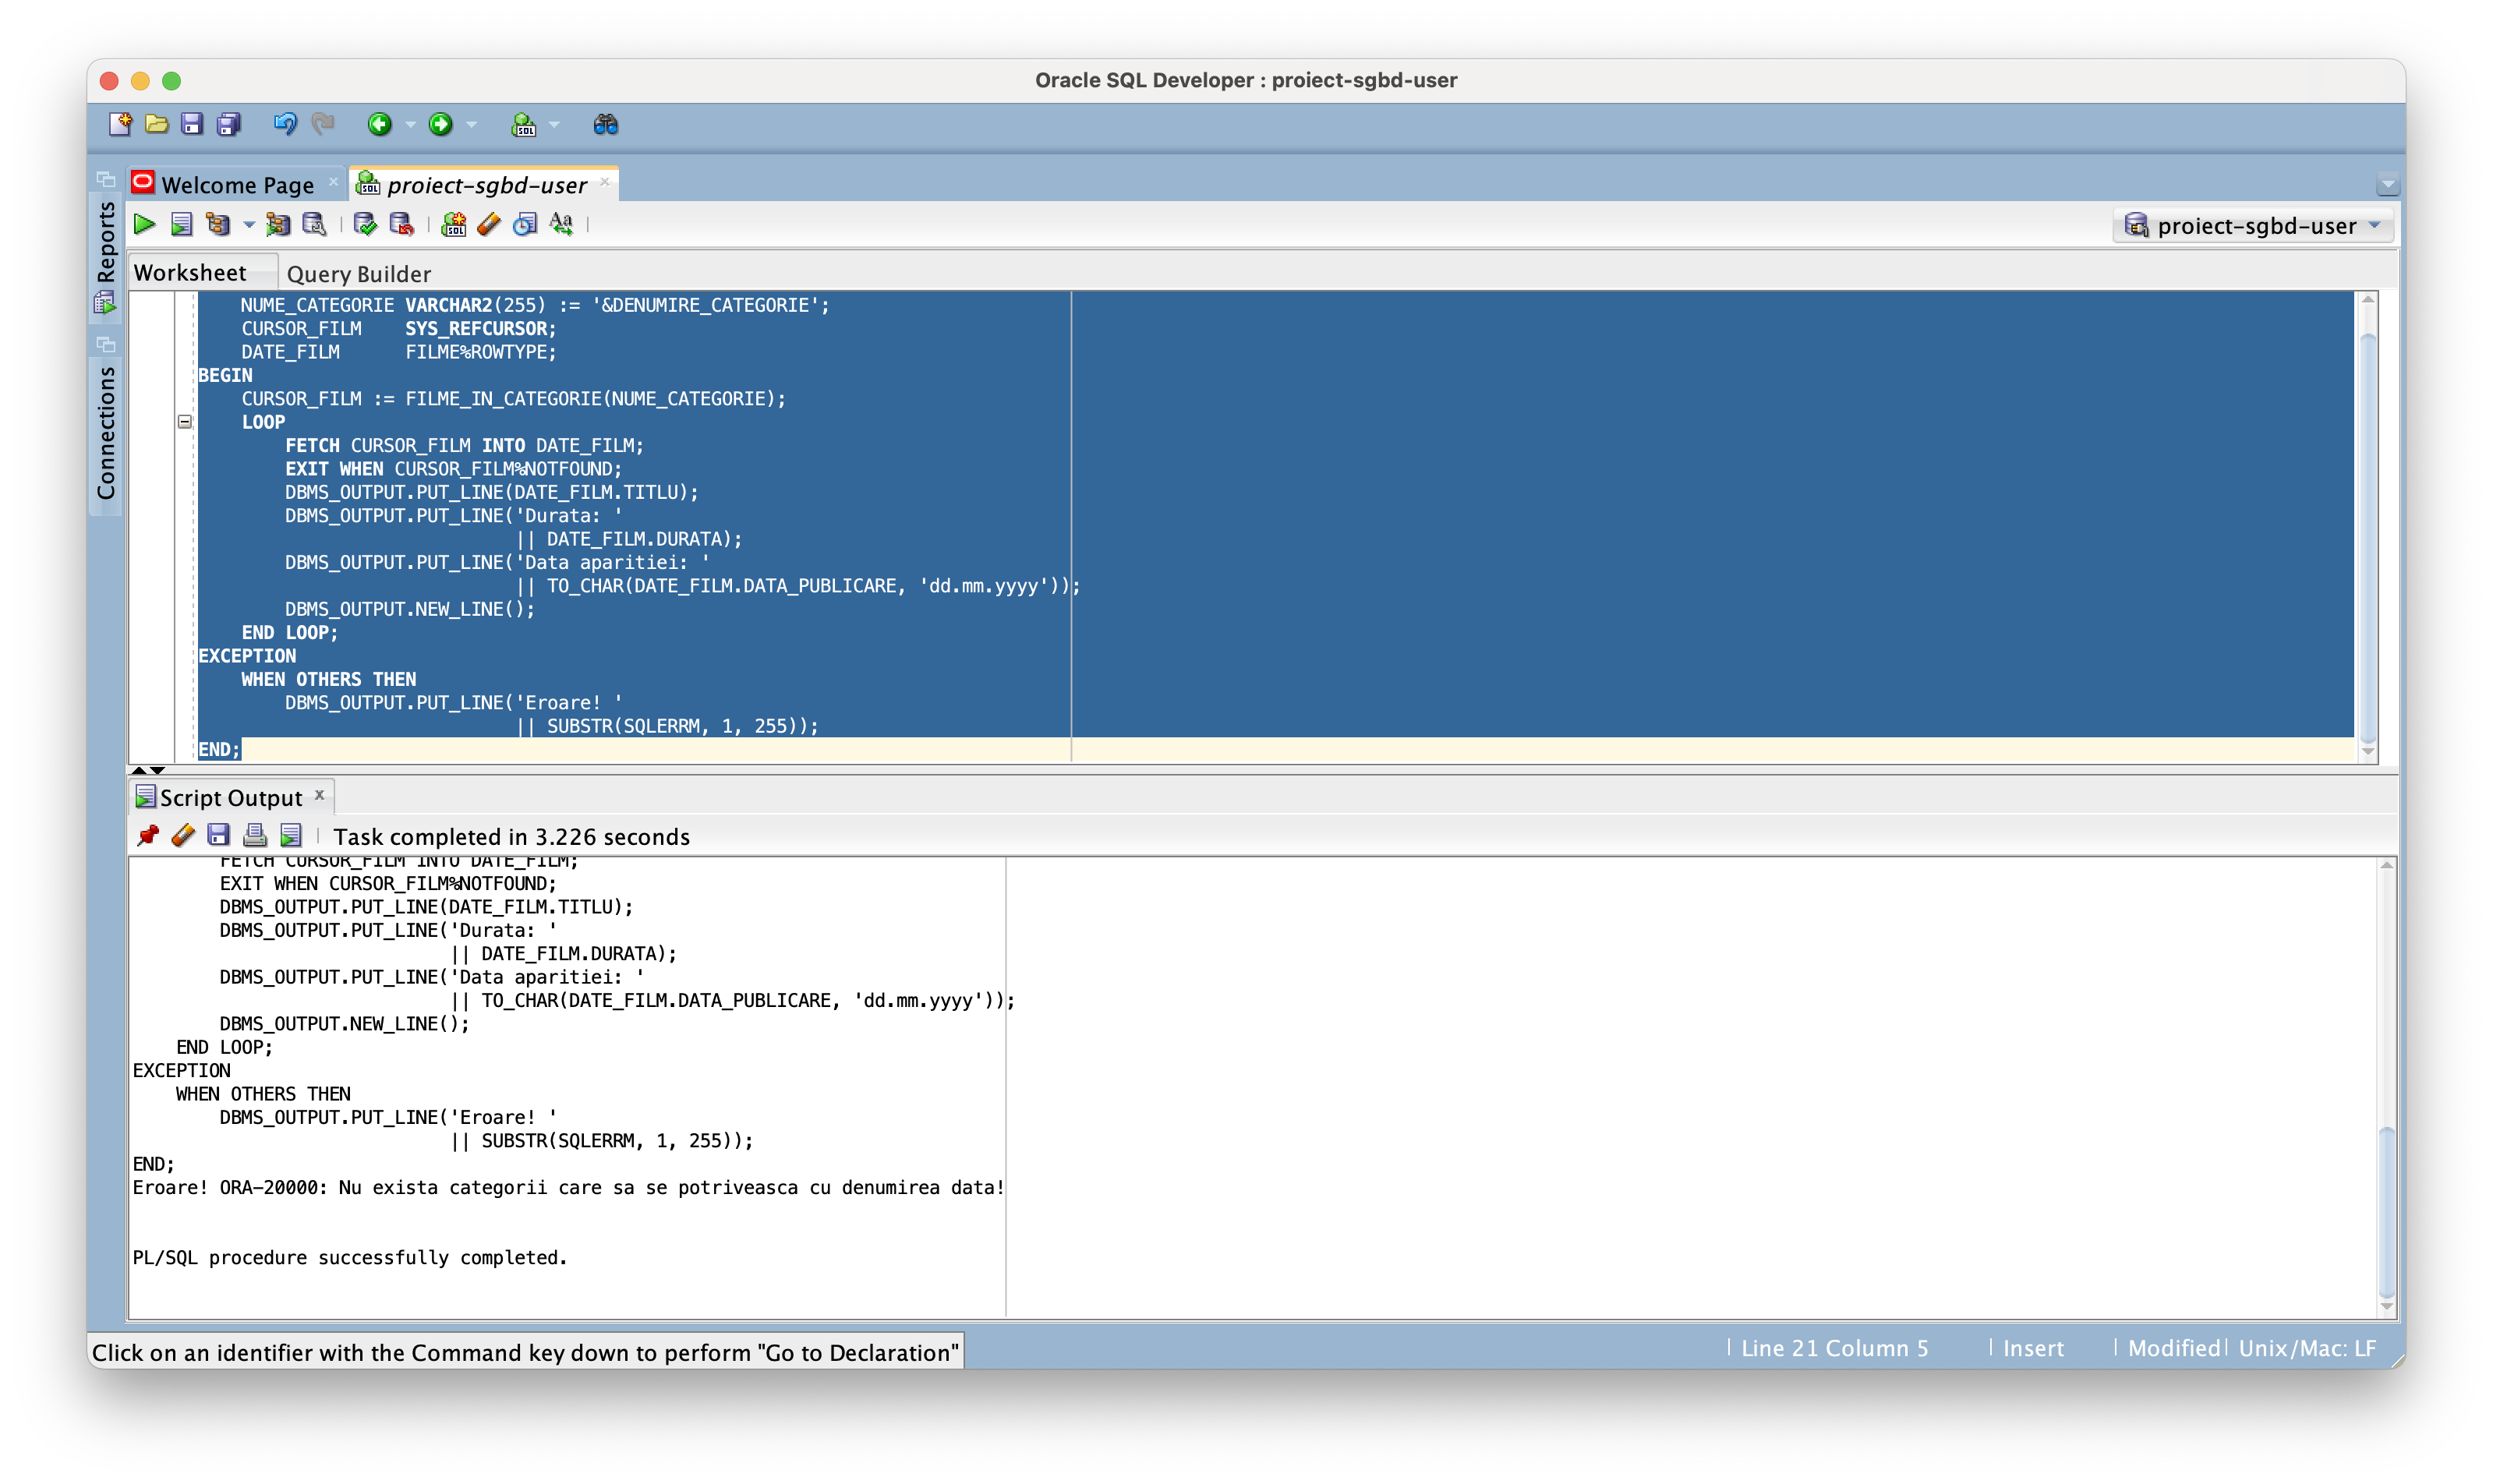 Oracle SQL Developer : proiect-sgbd-user
Welcome Page
proiect-sgbd-user
Reports
Connections
proiect-sgbd-user
Worksheet
Query Builder
    NUME_CATEGORIE VARCHAR2(255) := '&DENUMIRE_CATEGORIE';
    CURSOR_FILM    SYS_REFCURSOR;
    DATE_FILM      FILME%ROWTYPE;
BEGIN
    CURSOR_FILM := FILME_IN_CATEGORIE(NUME_CATEGORIE);
    LOOP
        FETCH CURSOR_FILM INTO DATE_FILM;
        EXIT WHEN CURSOR_FILM%NOTFOUND;
        DBMS_OUTPUT.PUT_LINE(DATE_FILM.TITLU);
        DBMS_OUTPUT.PUT_LINE('Durata: '
                             || DATE_FILM.DURATA);
        DBMS_OUTPUT.PUT_LINE('Data aparitiei: '
                             || TO_CHAR(DATE_FILM.DATA_PUBLICARE, 'dd.mm.yyyy'));
        DBMS_OUTPUT.NEW_LINE();
    END LOOP;
EXCEPTION
    WHEN OTHERS THEN
        DBMS_OUTPUT.PUT_LINE('Eroare! '
                             || SUBSTR(SQLERRM, 1, 255));
END;
Script Output
Task completed in 3.226 seconds
        FETCH CURSOR_FILM INTO DATE_FILM;
        EXIT WHEN CURSOR_FILM%NOTFOUND;
        DBMS_OUTPUT.PUT_LINE(DATE_FILM.TITLU);
        DBMS_OUTPUT.PUT_LINE('Durata: '
                             || DATE_FILM.DURATA);
        DBMS_OUTPUT.PUT_LINE('Data aparitiei: '
                             || TO_CHAR(DATE_FILM.DATA_PUBLICARE, 'dd.mm.yyyy'));
        DBMS_OUTPUT.NEW_LINE();
    END LOOP;
EXCEPTION
    WHEN OTHERS THEN
        DBMS_OUTPUT.PUT_LINE('Eroare! '
                             || SUBSTR(SQLERRM, 1, 255));
END;
Eroare! ORA-20000: Nu exista categorii care sa se potriveasca cu denumirea data!
PL/SQL procedure successfully completed.
Click on an identifier with the Command key down to perform "Go to Declaration"
Line 21 Column 5
Insert
Modified
Unix/Mac: LF